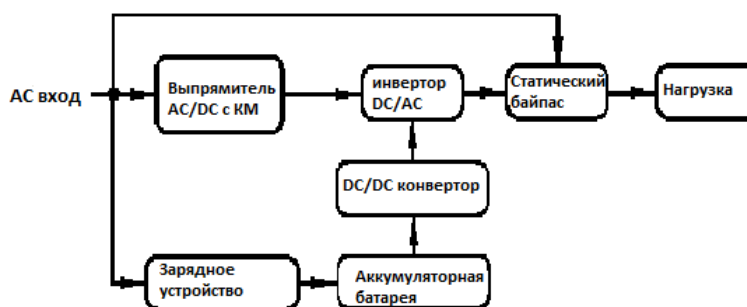 АС вход
Выпрямитель
AC/DC с КМ
инвертор
DC/AC
Статический
байпас
Нагрузка
DC/DC конвертор
Зарядное
устройство
Аккумуляторная
батарея